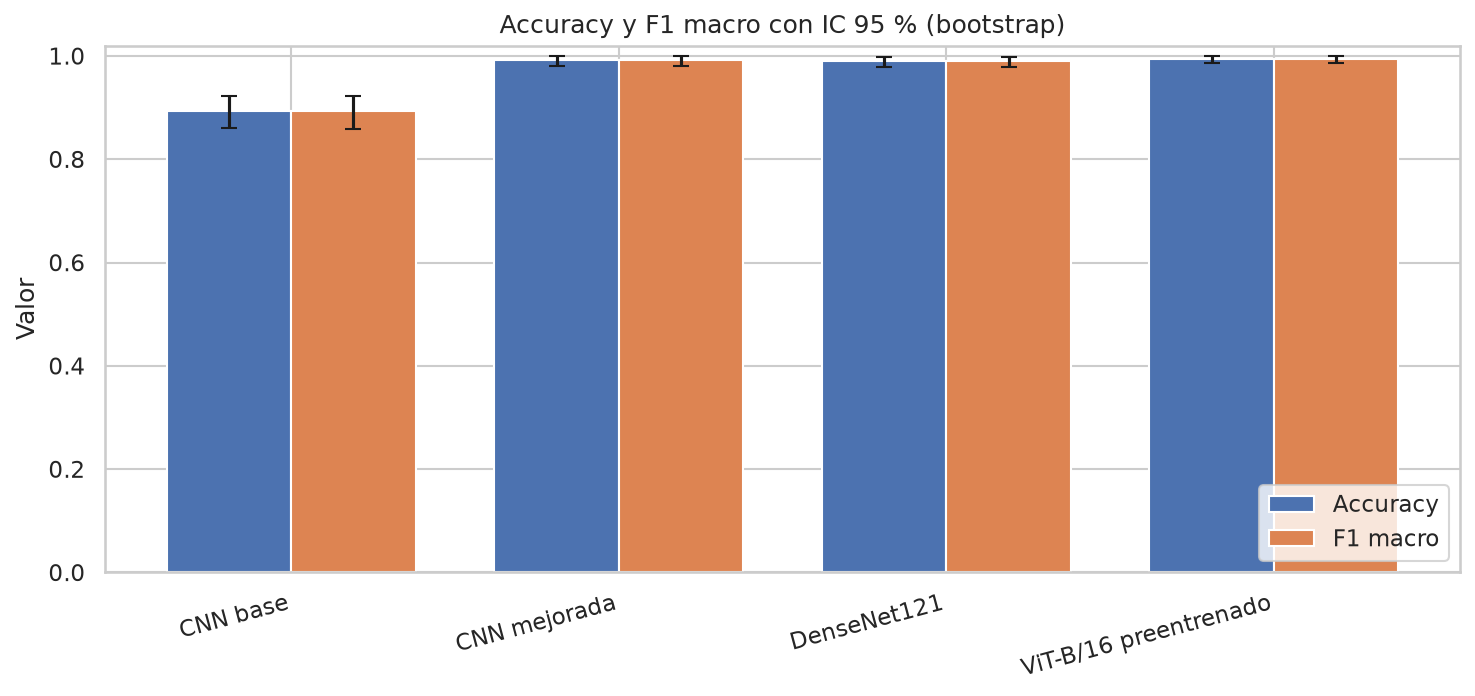 Accuracy y F1 macro con IC 95 % (bootstrap)
Valor
1.0
0.8
0.6
0.4
0.2
0.0
Accuracy
F1 macro
CNN base
CNN mejorada
DenseNet121
ViT-B/16 preentrenado